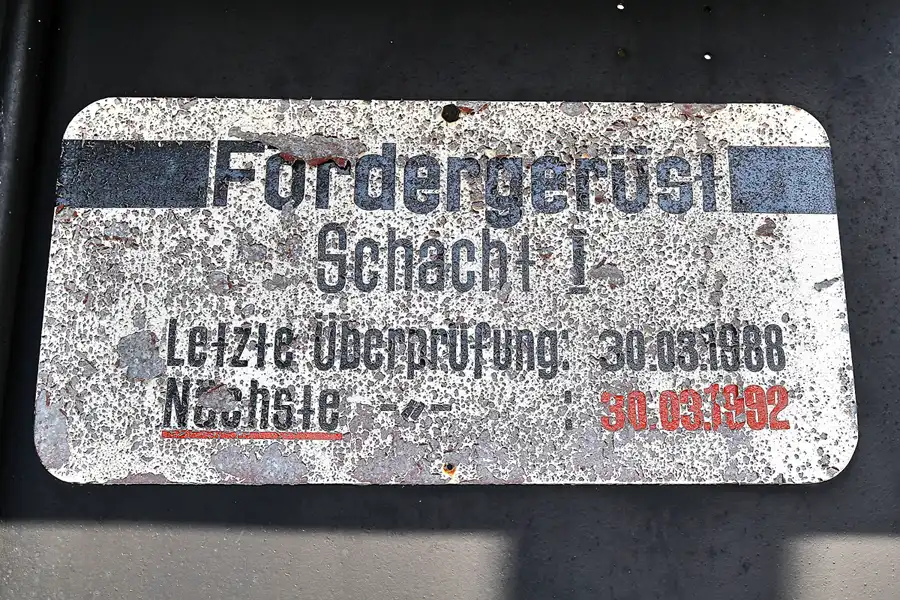 Fördergerüst
Schacht I
Letzte Überprüfung: 30.03.1988
Nächste -〃- : 30.03.1992